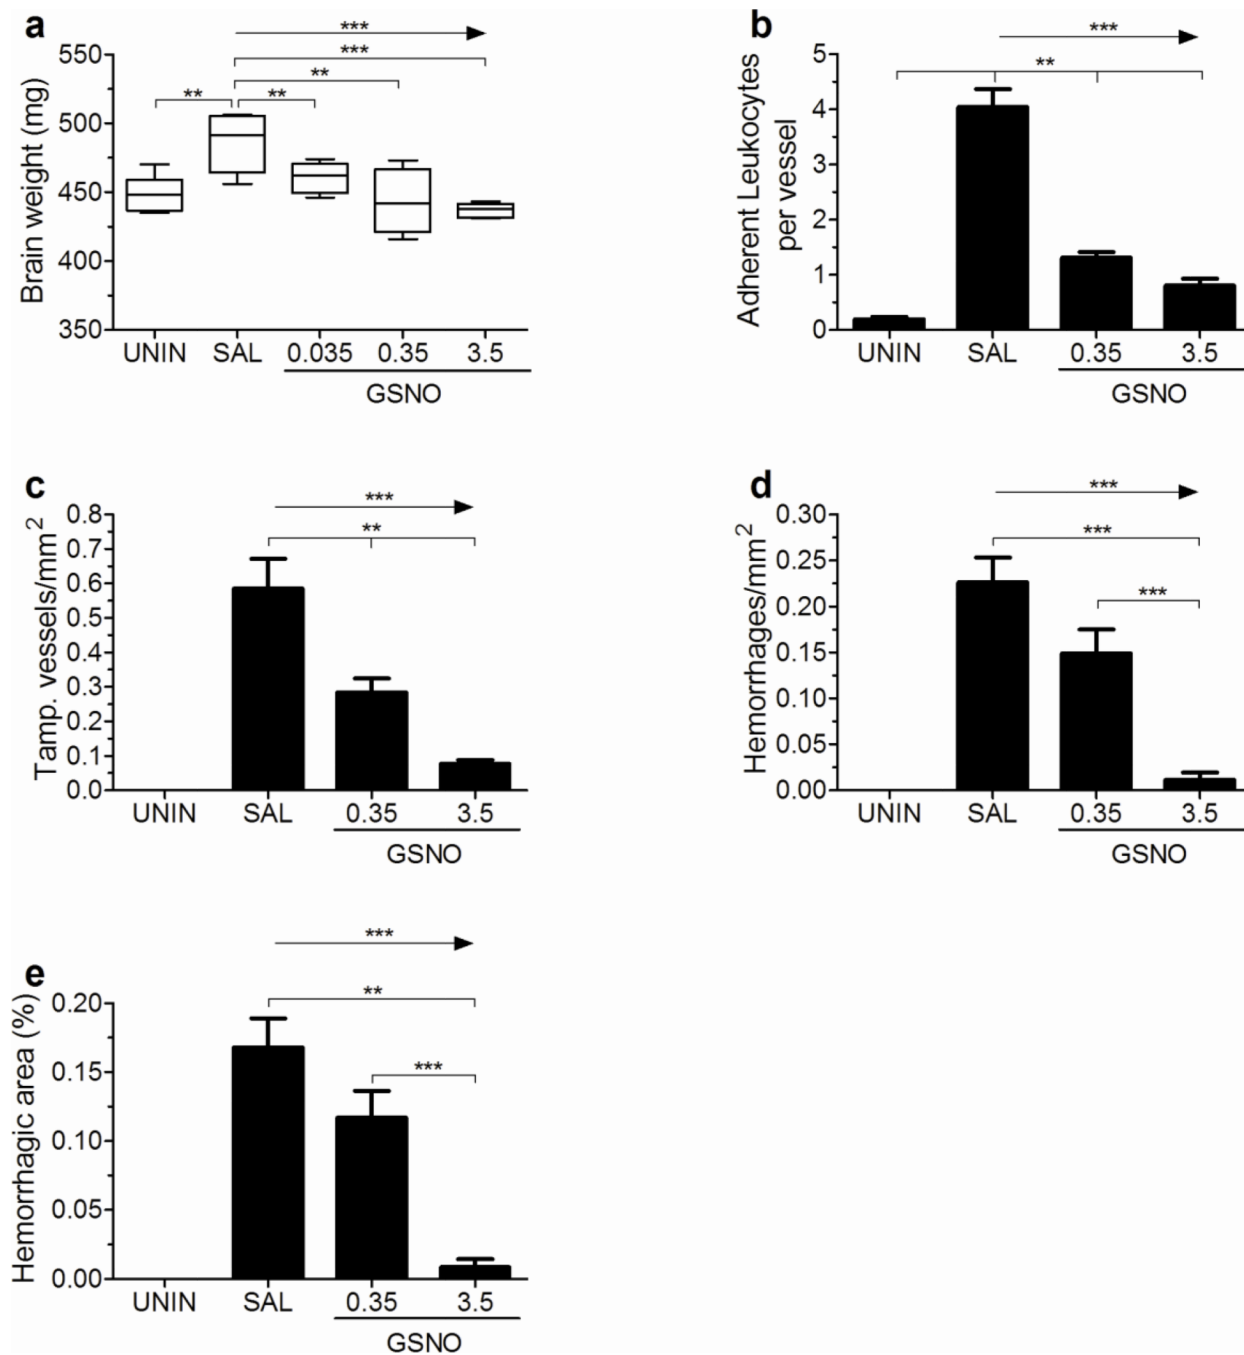 a
***
***
**
** **
Brain weight (mg)
550
500
450
400
350
UNIN SAL 0.035 0.35 3.5
GSNO
b
***
**
Adherent Leukocytes
per vessel
5
4
3
2
1
0
UNIN SAL 0.35 3.5
GSNO
c
***
**
Tamp. vessels/mm²
0.8
0.7
0.6
0.5
0.4
0.3
0.2
0.1
0.0
UNIN SAL 0.35 3.5
GSNO
d
***
***
***
Hemorrhages/mm²
0.30
0.25
0.20
0.15
0.10
0.05
0.00
UNIN SAL 0.35 3.5
GSNO
e
***
**
***
Hemorrhagic area (%)
0.20
0.15
0.10
0.05
0.00
UNIN SAL 0.35 3.5
GSNO